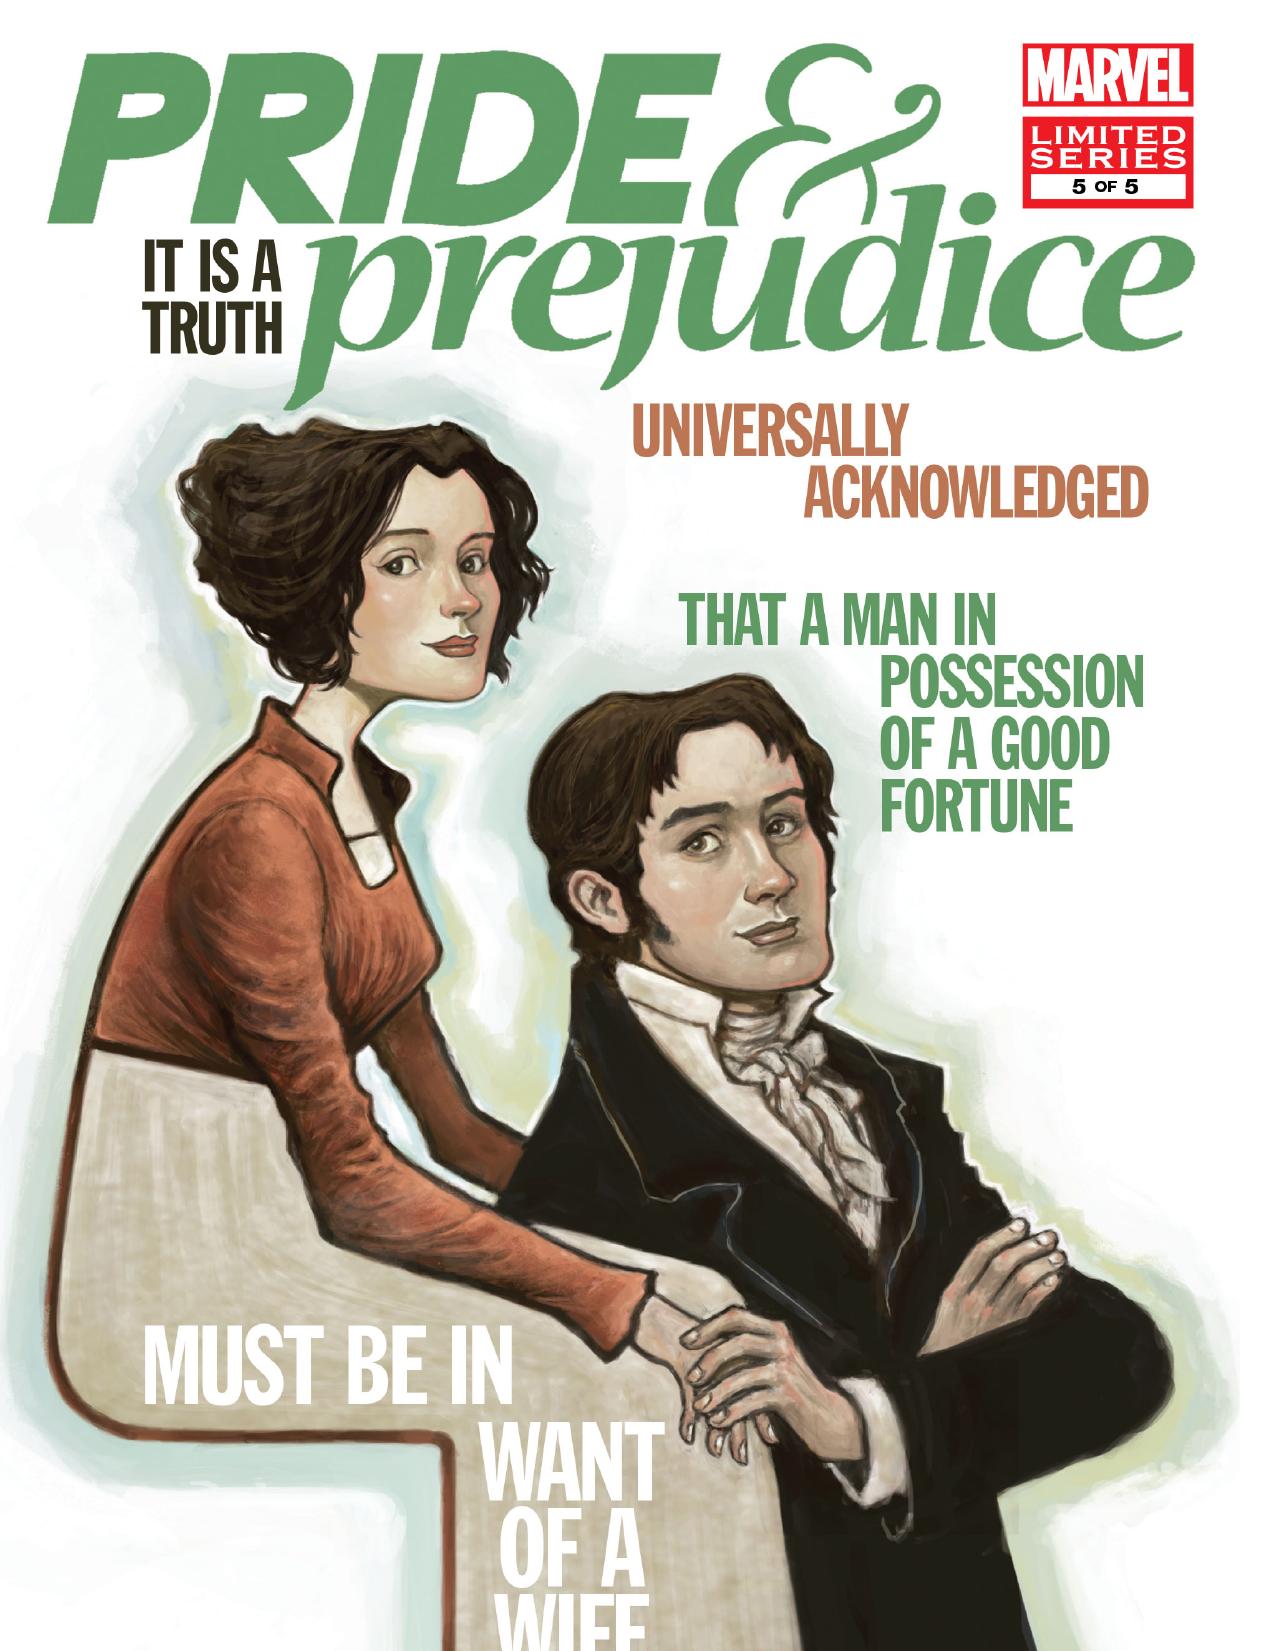 PRIDE &
prejudice
MARVEL
LIMITED
SERIES
5 OF 5
IT IS A
TRUTH
UNIVERSALLY
ACKNOWLEDGED
THAT A MAN IN
POSSESSION
OF A GOOD
FORTUNE
MUST BE IN
WANT
OF A
WIFE